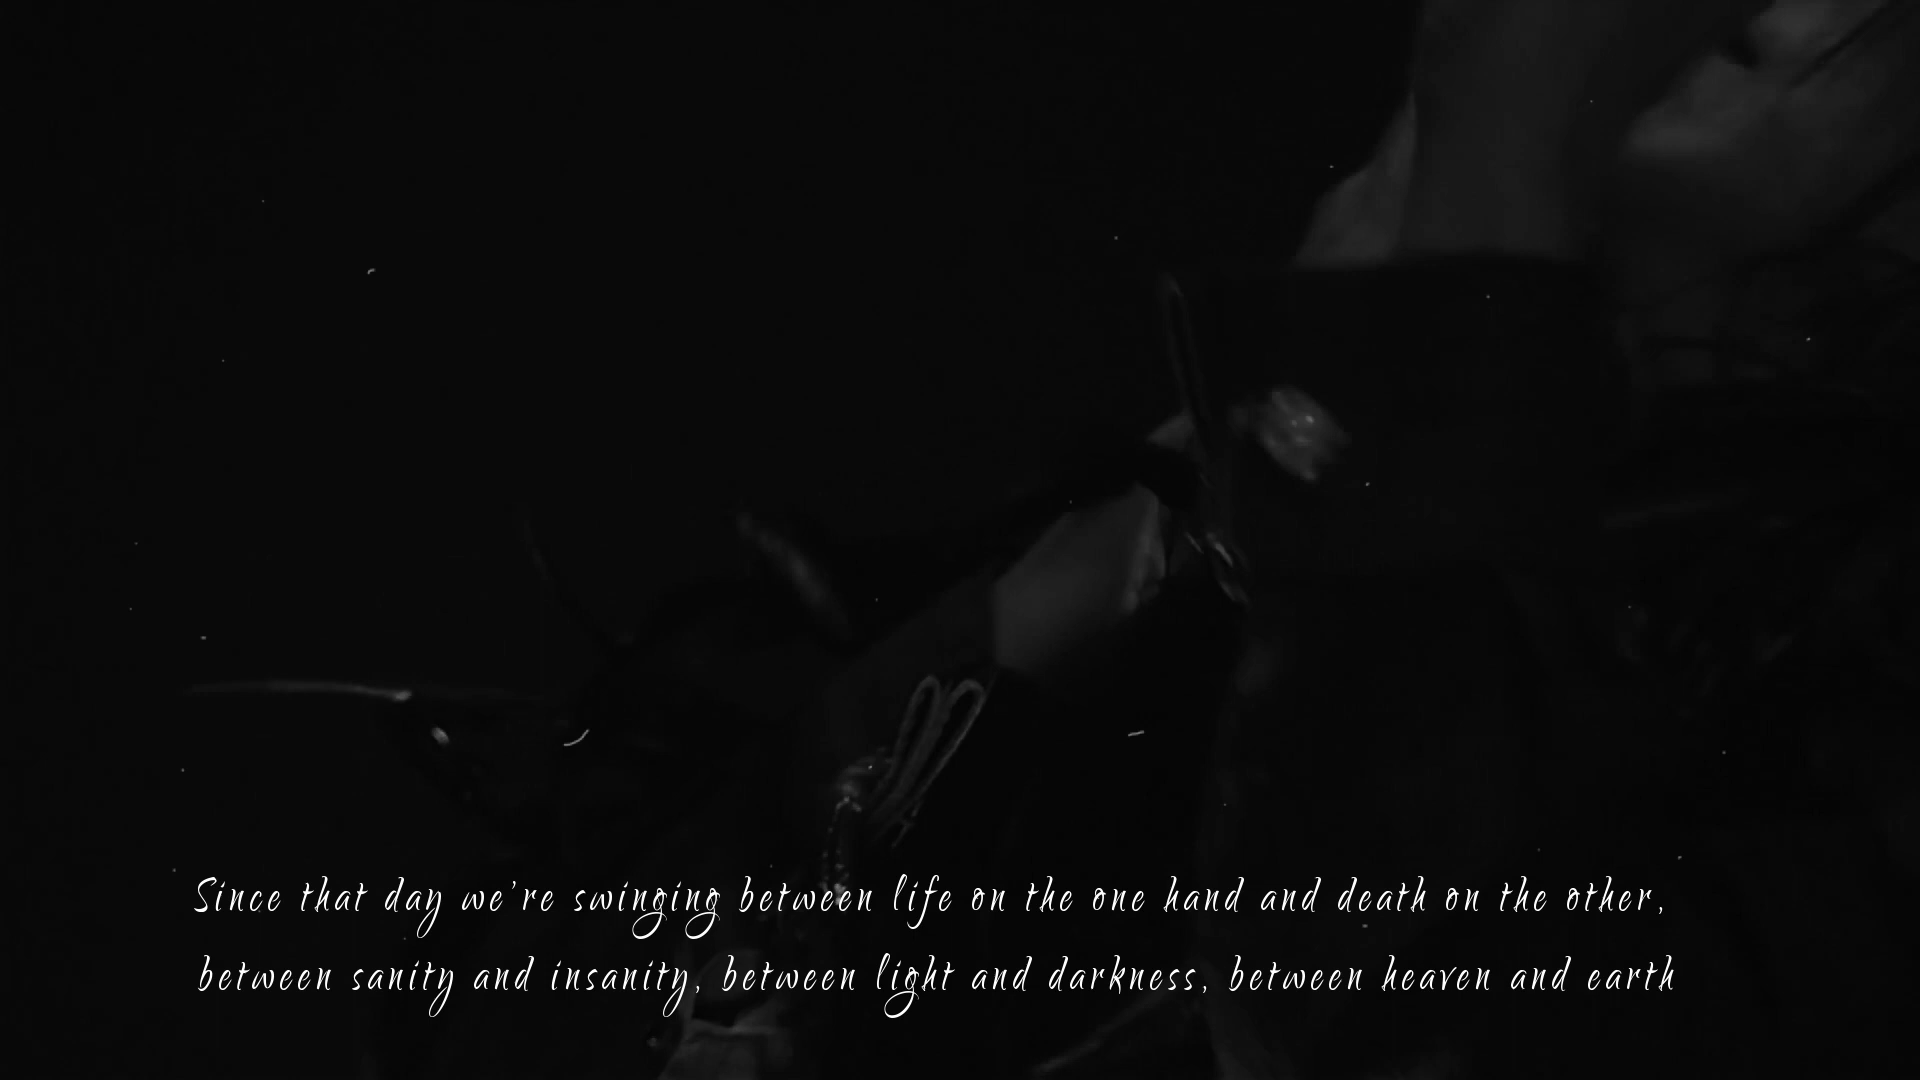 Since that day we're swinging between life on the one hand and death on the other,
between sanity and insanity, between light and darkness, between heaven and earth